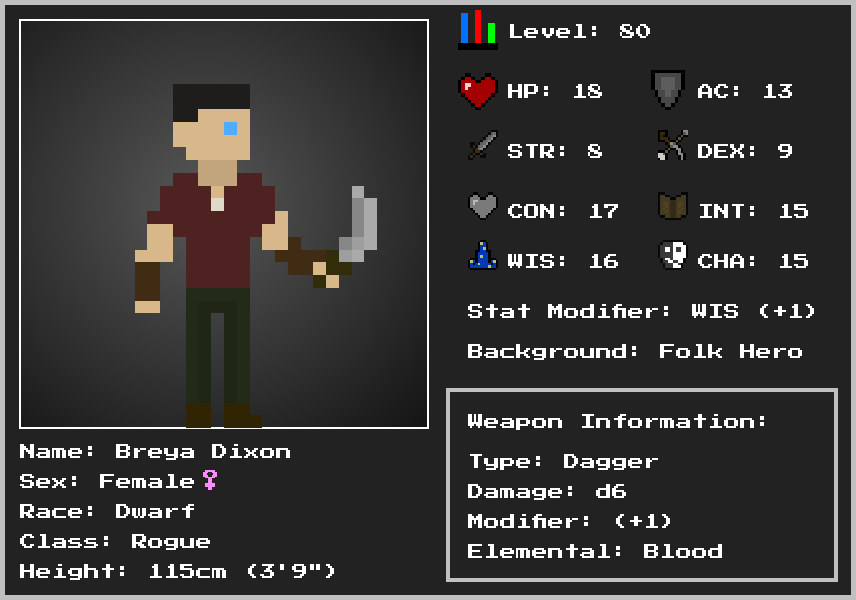 Level: 80
HP: 18 AC: 13
STR: 8 DEX: 9
CON: 17 INT: 15
WIS: 16 CHA: 15
Stat Modifier: WIS (+1)
Background: Folk Hero
Weapon Information:
Type: Dagger
Damage: d6
Modifier: (+1)
Elemental: Blood
Name: Breya Dixon
Sex: Female♀
Race: Dwarf
Class: Rogue
Height: 115cm (3'9")